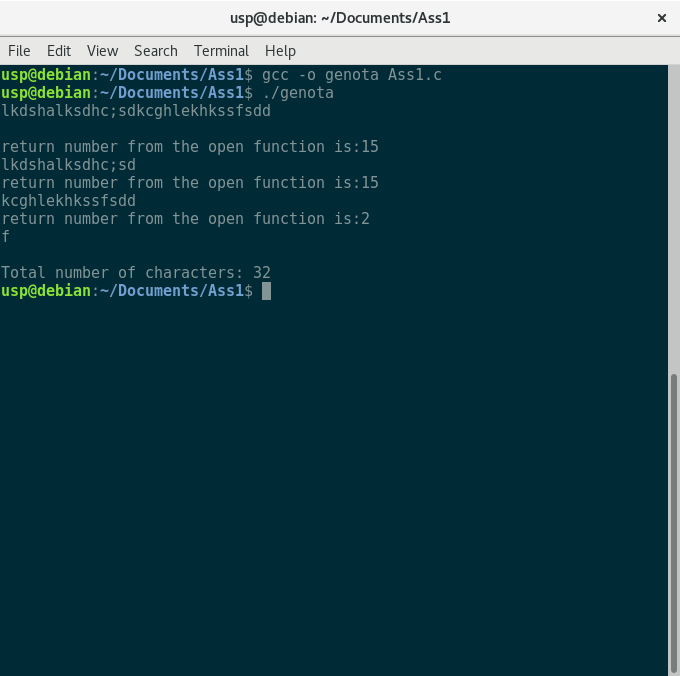 usp@debian: ~/Documents/Ass1
File Edit View Search Terminal Help
usp@debian:~/Documents/Ass1$ gcc -o genota Ass1.c
usp@debian:~/Documents/Ass1$ ./genota
lkdshalksdhc;sdkcghlekhkssfsdd
return number from the open function is:15
lkdshalksdhc;sd
return number from the open function is:15
kcghlekhkssfsdd
return number from the open function is:2
f
Total number of characters: 32
usp@debian:~/Documents/Ass1$